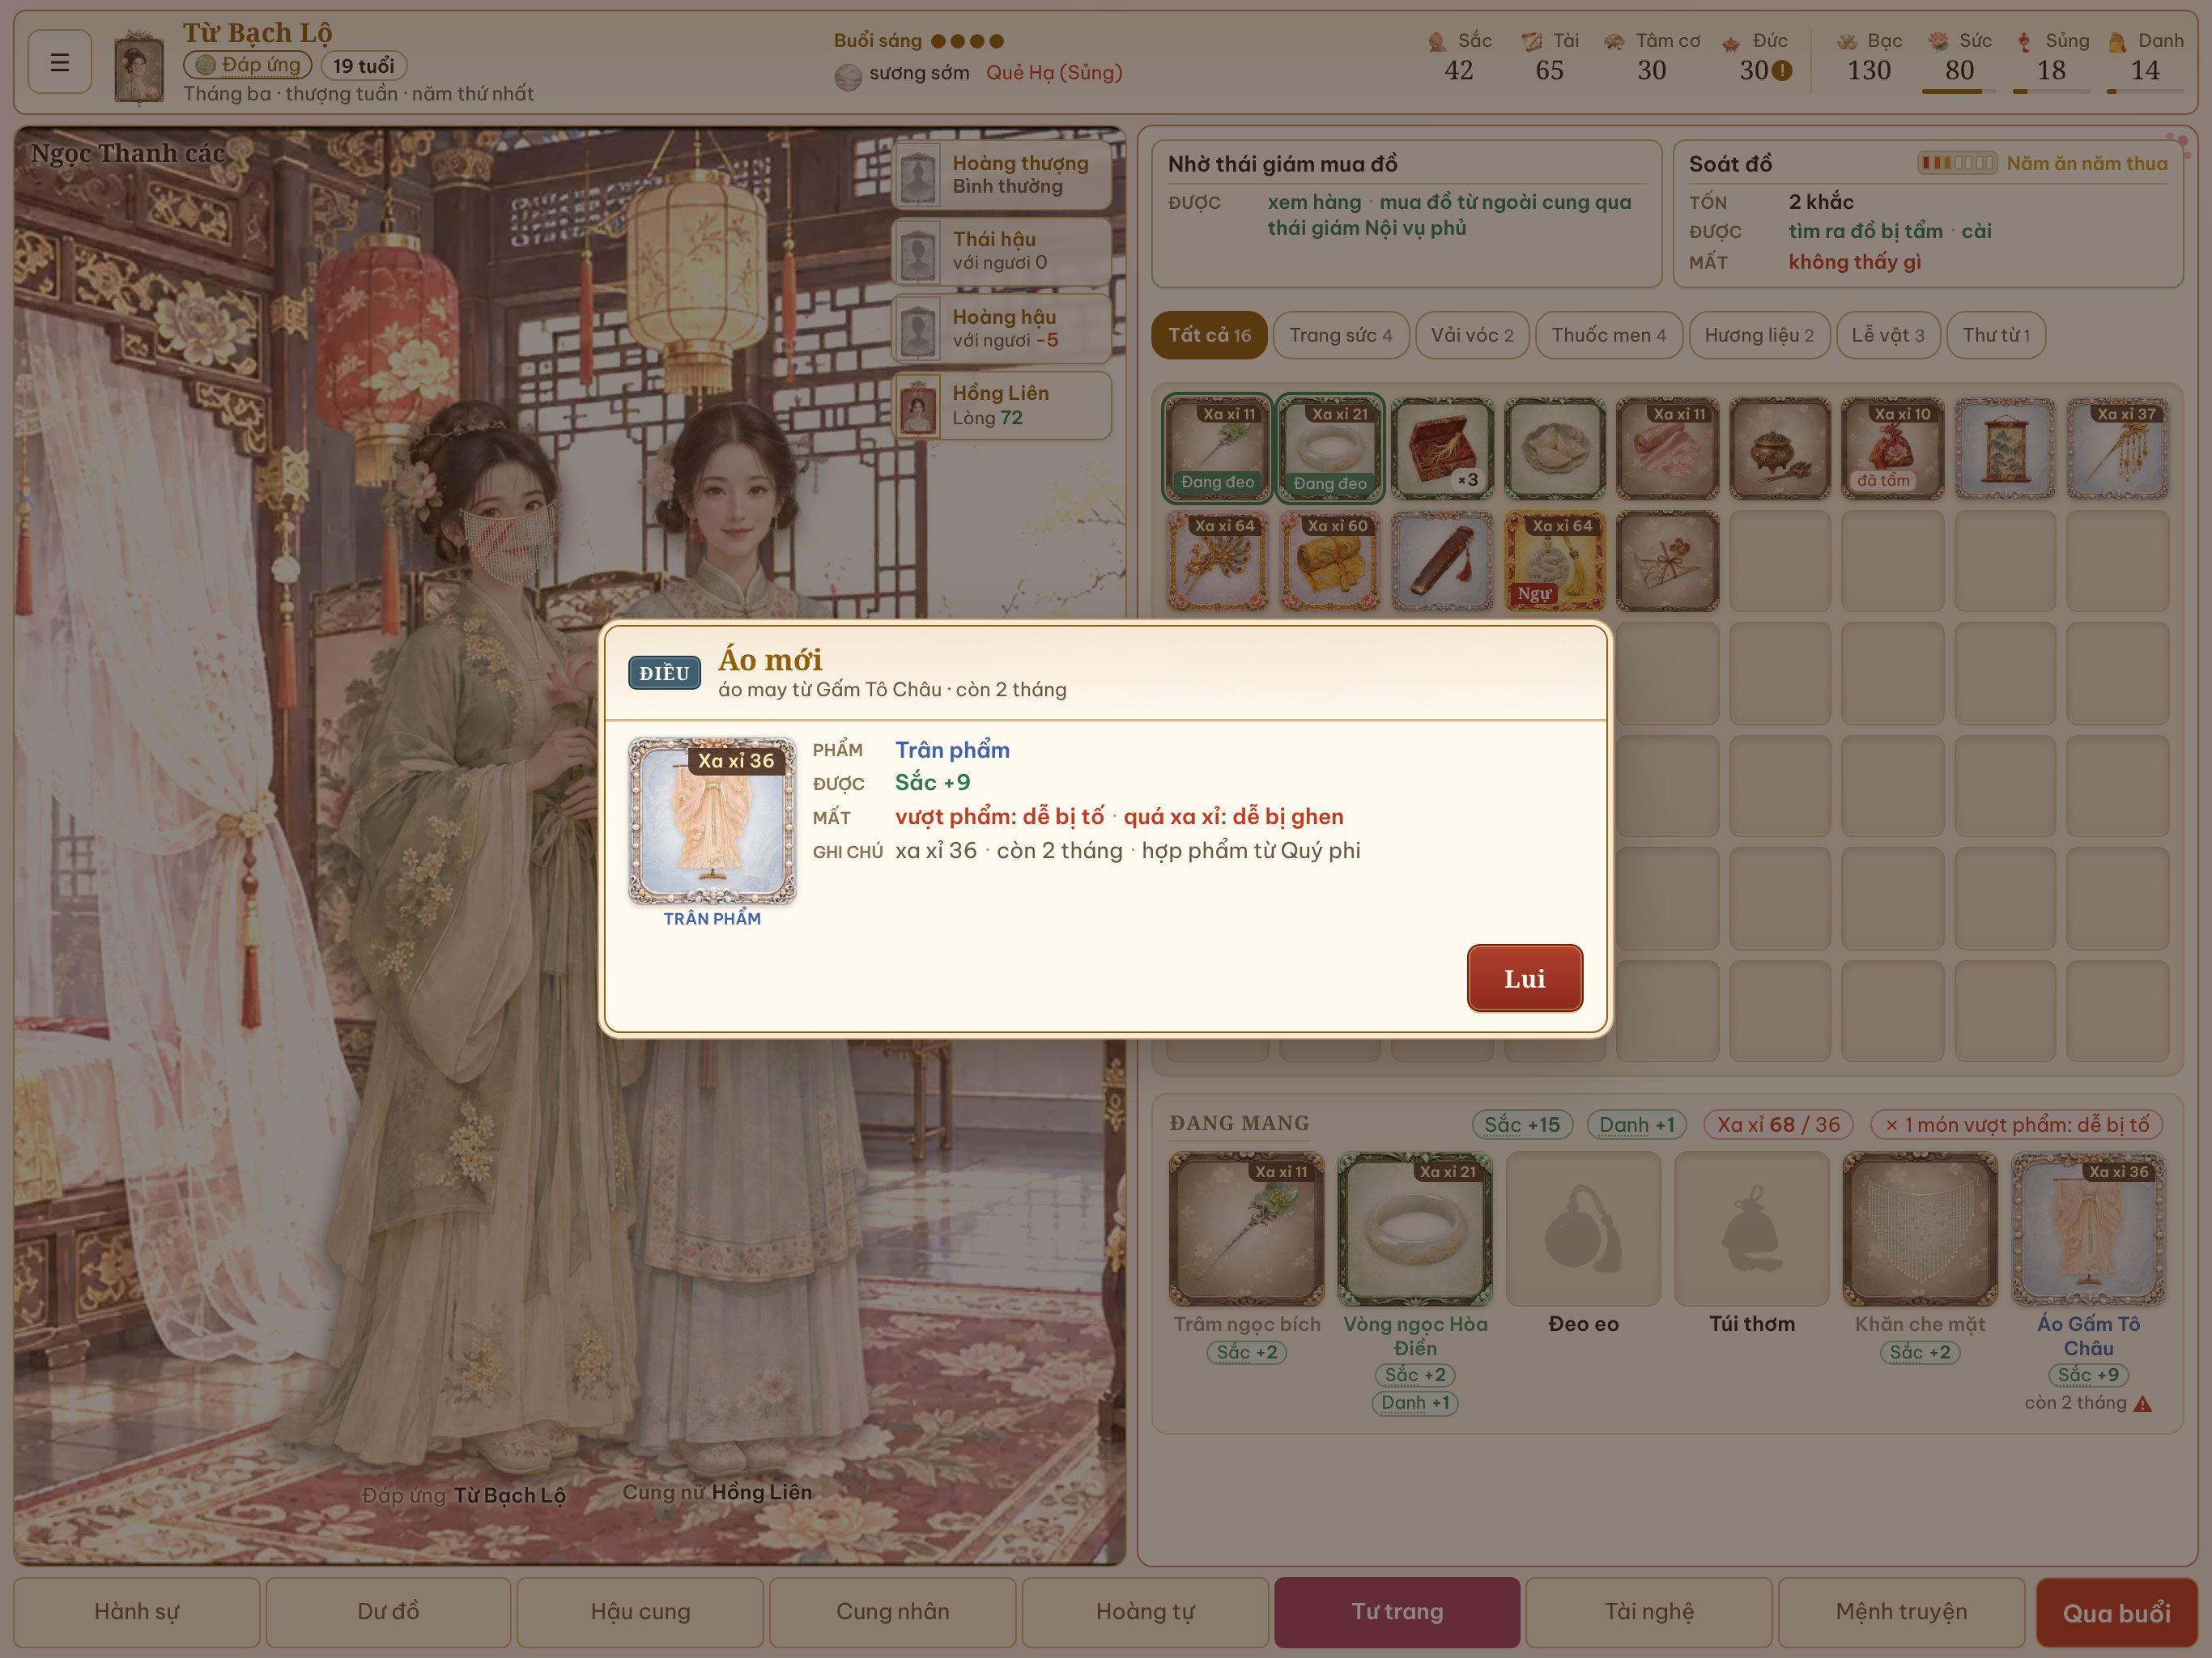 ☰
Từ Bạch Lộ
Đáp ứng 19 tuổi
Tháng ba · thượng tuần · năm thứ nhất
Buổi sáng
sương sớm Quẻ Hạ (Sủng)
Sắc Tài Tâm cơ Đức Bạc Sức Sủng Danh
42 65 30 30 ! 130 80 18 14
Ngọc Thanh các
Hoàng thượng
Bình thường
Thái hậu
với ngươi 0
Hoàng hậu
với ngươi -5
Hồng Liên
Lòng 72
Nhờ thái giám mua đồ
ĐƯỢC xem hàng · mua đồ từ ngoài cung qua
thái giám Nội vụ phủ
Soát đồ Năm ăn năm thua
TỐN 2 khắc
ĐƯỢC tìm ra đồ bị tẩm · cài
MẤT không thấy gì
Tất cả 16 Trang sức 4 Vải vóc 2 Thuốc men 4 Hương liệu 2 Lễ vật 3 Thư từ 1
Xa xỉ 11 Xa xỉ 21 Xa xỉ 11 Xa xỉ 10 Xa xỉ 37
Đang đeo Đang đeo ×3 đã tẩm
Xa xỉ 64 Xa xỉ 60 Xa xỉ 64
Ngự
ĐIỀU Áo mới
áo may từ Gấm Tô Châu · còn 2 tháng
Xa xỉ 36
TRÂN PHẨM
PHẨM Trân phẩm
ĐƯỢC Sắc +9
MẤT vượt phẩm: dễ bị tố · quá xa xỉ: dễ bị ghen
GHI CHÚ xa xỉ 36 · còn 2 tháng · hợp phẩm từ Quý phi
Lui
ĐANG MANG Sắc +15 Danh +1 Xa xỉ 68 / 36 × 1 món vượt phẩm: dễ bị tố
Xa xỉ 11 Xa xỉ 21 Xa xỉ 36
Trâm ngọc bích
Sắc +2
Vòng ngọc Hòa
Điền
Sắc +2
Danh +1
Đeo eo
Túi thơm
Khăn che mặt
Sắc +2
Áo Gấm Tô
Châu
Sắc +9
còn 2 tháng
Đáp ứng Từ Bạch Lộ
Cung nữ Hồng Liên
Hành sự Dư đồ Hậu cung Cung nhân Hoàng tự Tư trang Tài nghệ Mệnh truyện Qua buổi